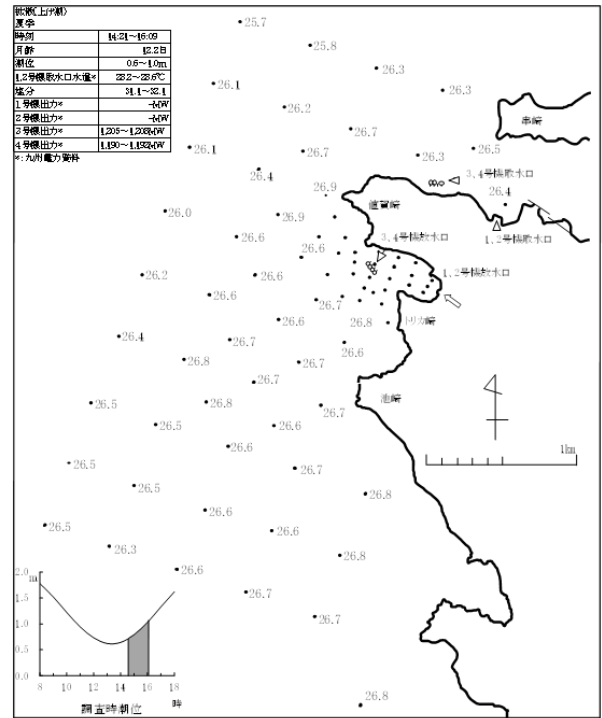 拡散(上げ潮)
夏季
時刻 14:21～16:09
月齢 12.2日
潮位 0.6～1.0m
1,2号機取水口水温* 28.2～28.6℃
塩分 31.1～32.1
1号機出力* －MW
2号機出力* －MW
3号機出力* 1,205～1,208MW
4号機出力* 1,190～1,192MW
*:九州電力資料
25.7
25.8
26.3
26.1
26.3
26.2
串崎
26.7
26.1
26.7
26.3
26.5
3,4号機取水口
26.4
26.9
26.4
値賀崎
26.0
26.9
3,4号機放水口
1,2号機取水口
26.6
26.6
26.2
26.6
1,2号機放水口
26.6
26.7
26.6
26.8
トリカ崎
26.4
26.7
26.6
26.8
26.7
26.7
26.5
26.8
26.7
池崎
26.5
26.6
26.6
1km
26.5
26.7
26.5
26.8
26.6
26.5
26.6
26.3
26.8
26.6
26.7
26.7
26.8
2.0
m
1.5
1.0
0.5
0.0
8 10 12 14 16 18
時
調査時潮位